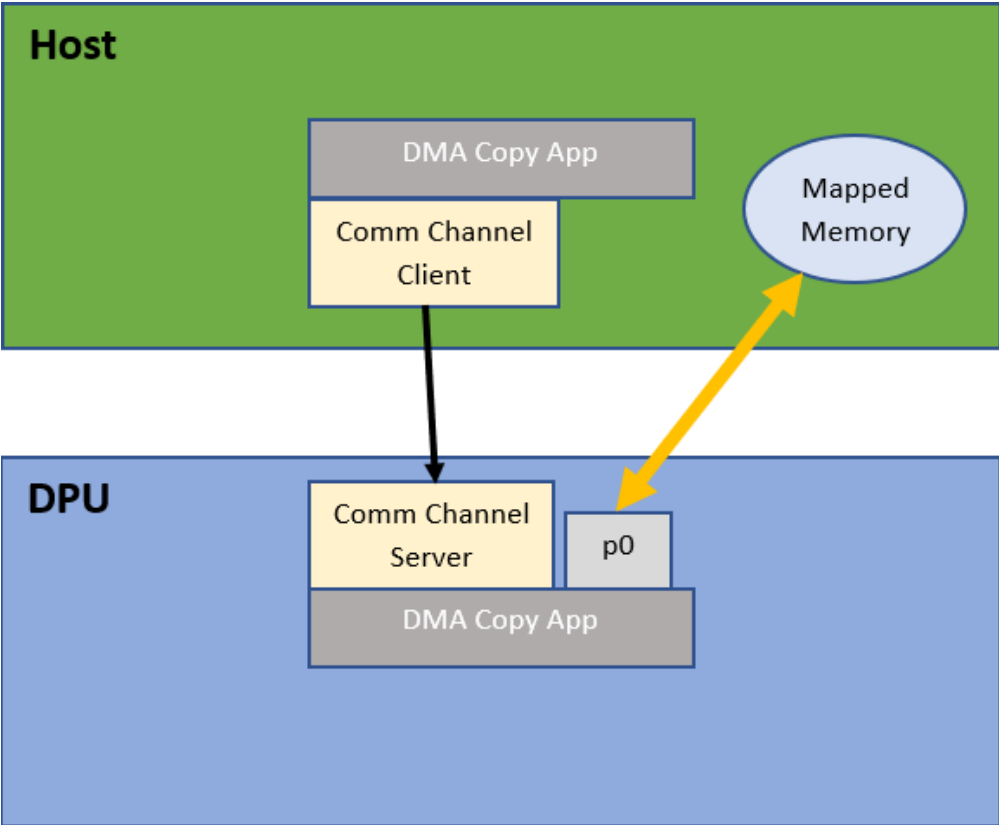 Host
DMA Copy App
Comm Channel
Client
Mapped
Memory
DPU
Comm Channel
Server
p0
DMA Copy App